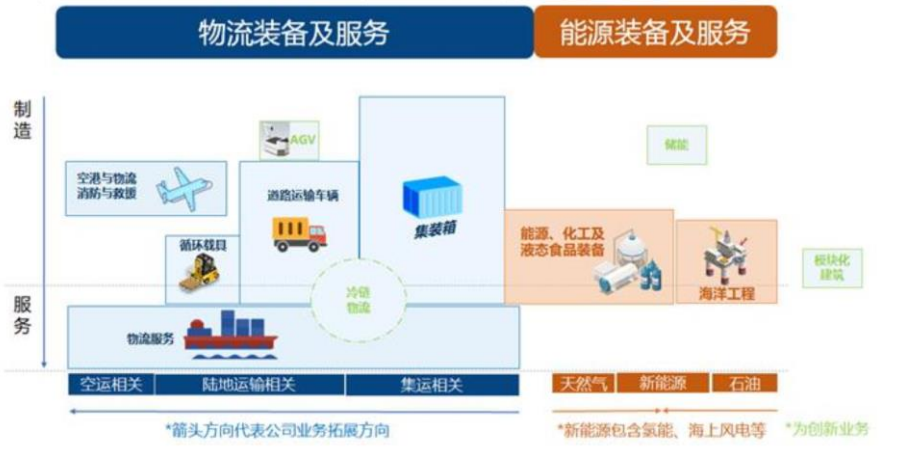 物流装备及服务
能源装备及服务
制造
AGV
储能
空港与物流
消防与救援
道路运输车辆
集装箱
循环载具
能源、化工及
液态食品装备
海洋工程
模块化
建筑
冷链
物流
服务
物流服务
空运相关
陆地运输相关
集运相关
天然气
新能源
石油
*箭头方向代表公司业务拓展方向
*新能源包含氢能、海上风电等
*为创新业务